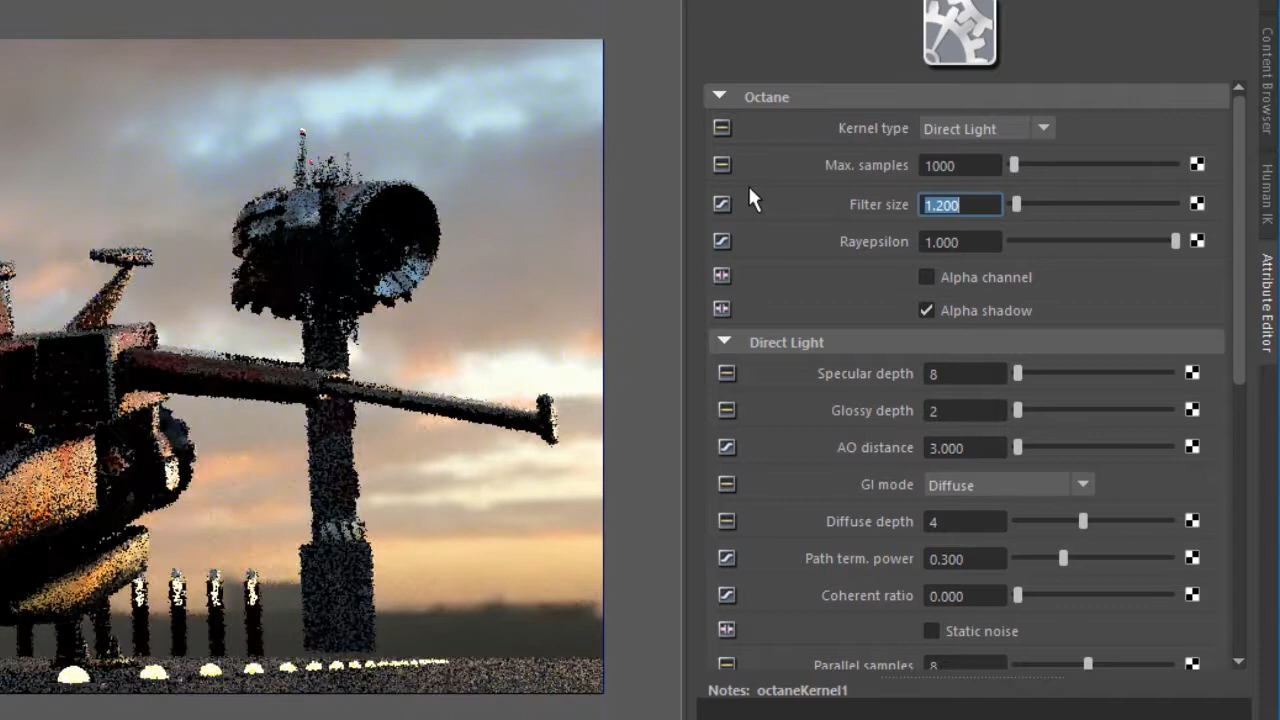 Octane
Kernel type Direct Light
Max. samples 1000
Filter size 1.200
Rayepsilon 1.000
Alpha channel
Alpha shadow
Direct Light
Specular depth 8
Glossy depth 2
AO distance 3.000
GI mode Diffuse
Diffuse depth 4
Path term. power 0.300
Coherent ratio 0.000
Static noise
Parallel samples 8
Notes: octaneKernel1
Content Browser
Human IK
Attribute Editor